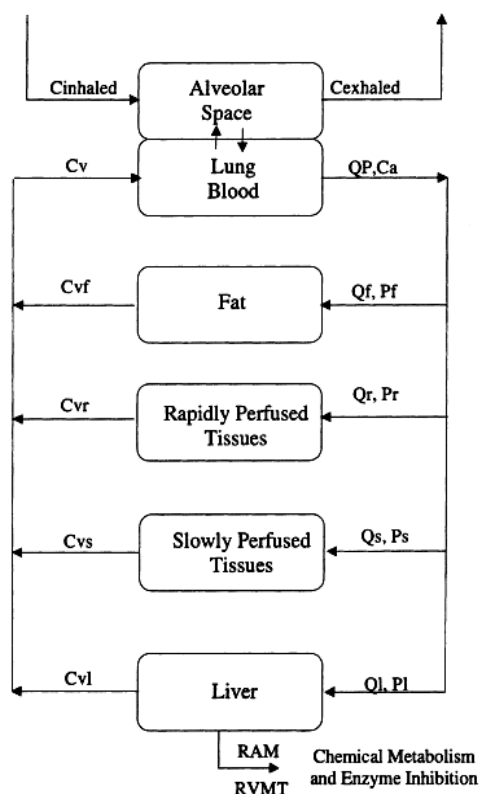 Cinhaled
Alveolar
Space
Cexhaled
Cv
Lung
Blood
QP,Ca
Cvf
Fat
Qf, Pf
Cvr
Rapidly Perfused
Tissues
Qr, Pr
Cvs
Slowly Perfused
Tissues
Qs, Ps
Cvl
Liver
Ql, Pl
RAM
RVMT
Chemical Metabolism
and Enzyme Inhibition